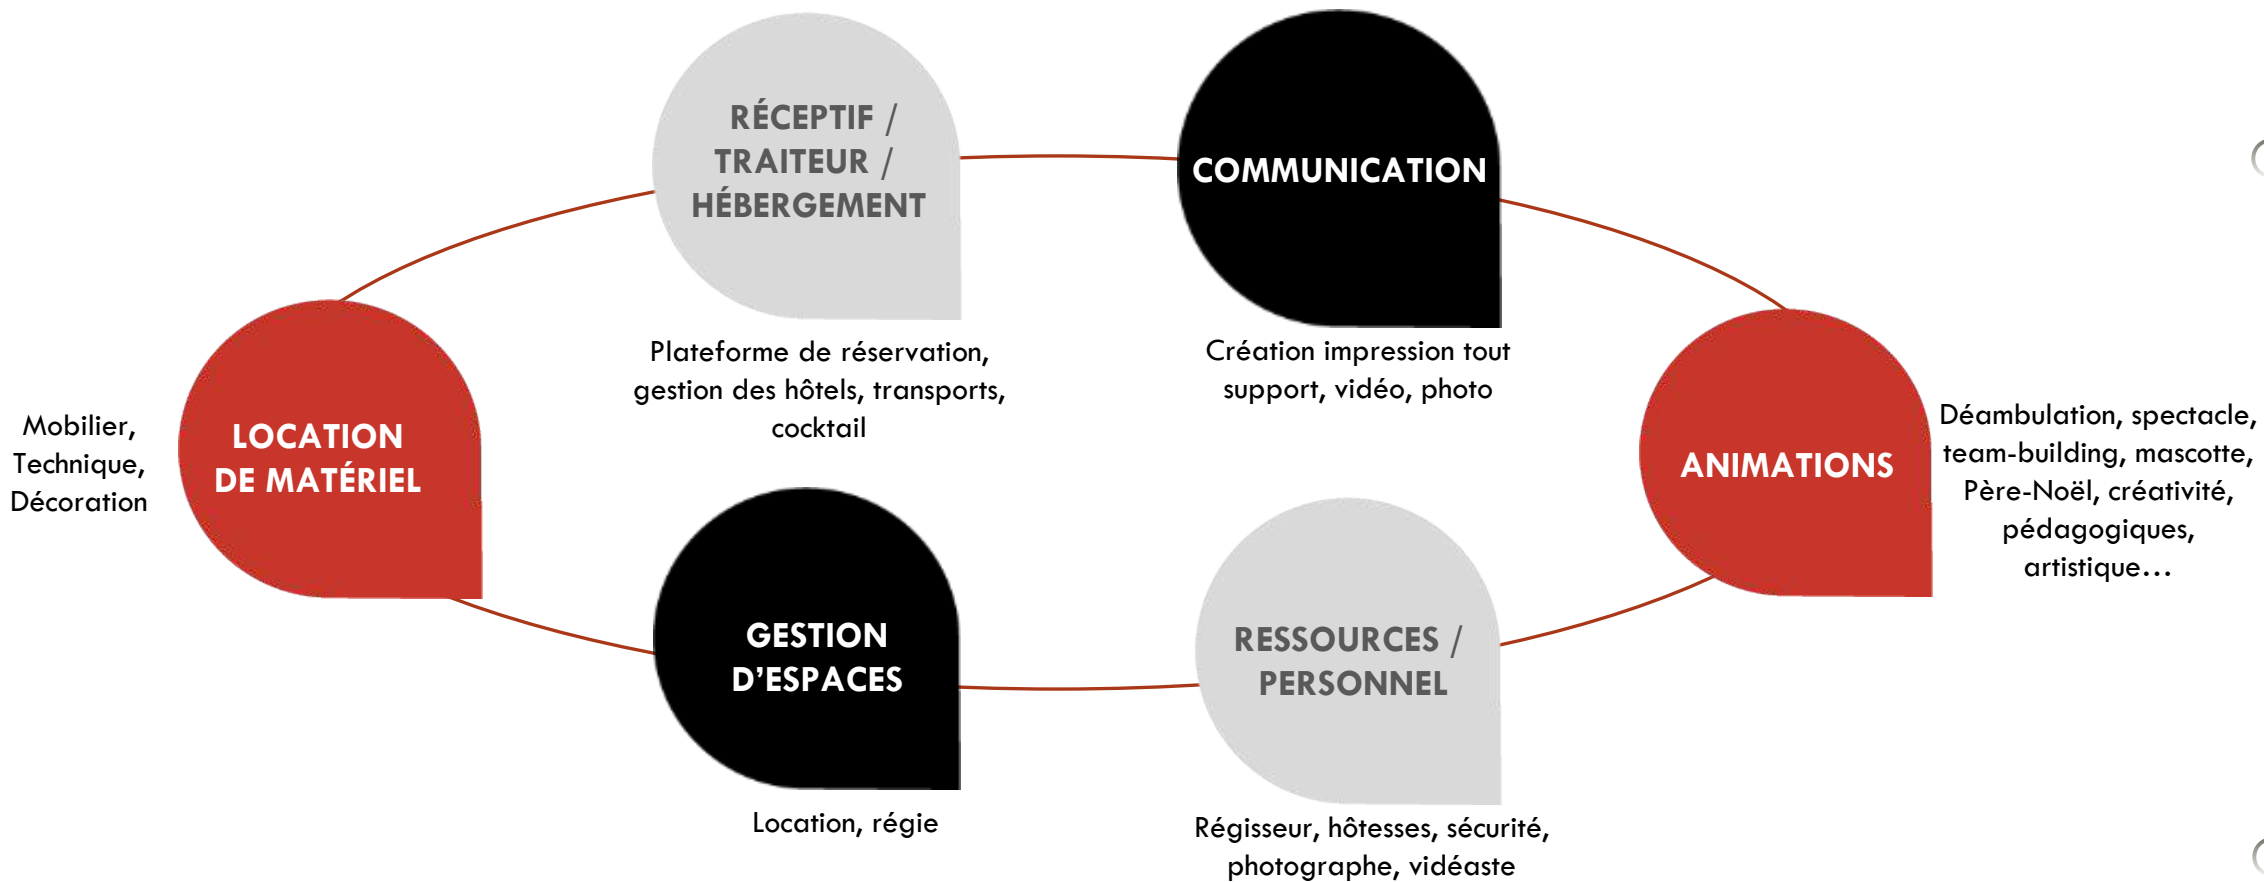 RÉCEPTIF /
TRAITEUR /
HÉBERGEMENT
Plateforme de réservation,
gestion des hôtels, transports,
cocktail
COMMUNICATION
Création impression tout
support, vidéo, photo
Mobilier,
Technique,
Décoration
LOCATION
DE MATÉRIEL
ANIMATIONS
Déambulation, spectacle,
team-building, mascotte,
Père-Noël, créativité,
pédagogiques,
artistique…
GESTION
D’ESPACES
Location, régie
RESSOURCES /
PERSONNEL
Régisseur, hôtesses, sécurité,
photographe, vidéaste